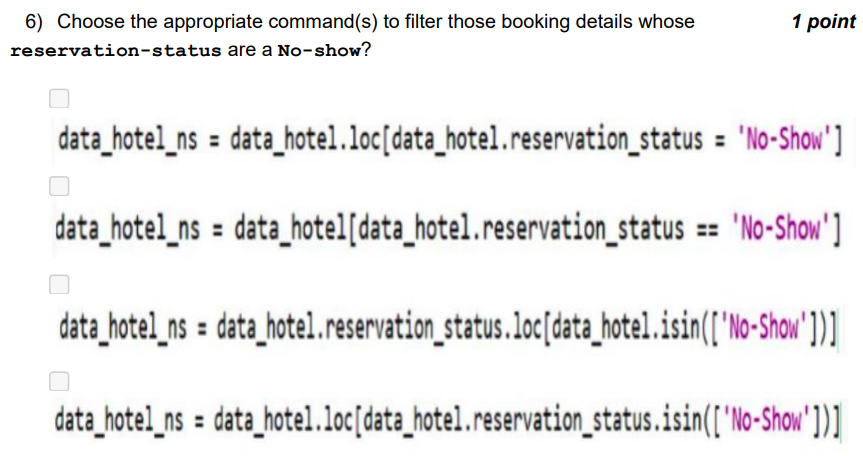 6) Choose the appropriate command(s) to filter those booking details whose 1 point
reservation-status are a No-show?
data_hotel_ns = data_hotel.loc[data_hotel.reservation_status = 'No-Show']
data_hotel_ns = data_hotel[data_hotel.reservation_status == 'No-Show']
data_hotel_ns = data_hotel.reservation_status.loc[data_hotel.isin(['No-Show'])]
data_hotel_ns = data_hotel.loc[data_hotel.reservation_status.isin(['No-Show'])]